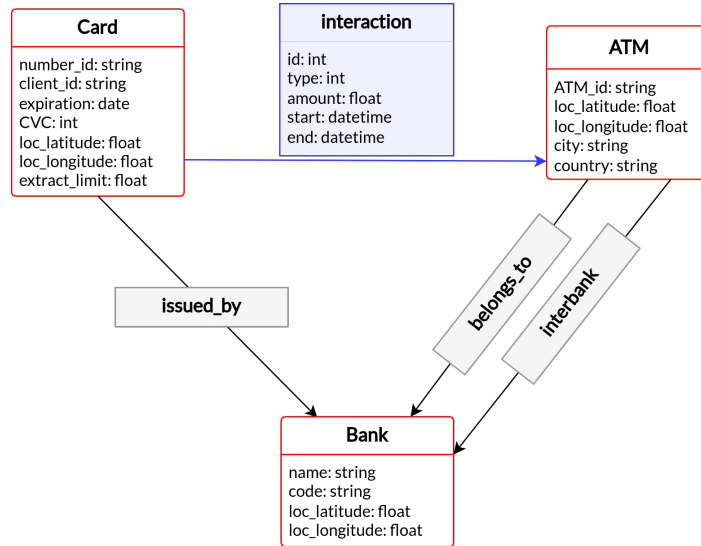 Card
number_id: string
client_id: string
expiration: date
CVC: int
loc_latitude: float
loc_longitude: float
extract_limit: float
interaction
id: int
type: int
amount: float
start: datetime
end: datetime
ATM
ATM_id: string
loc_latitude: float
loc_longitude: float
city: string
country: string
issued_by
belongs_to
interbank
Bank
name: string
code: string
loc_latitude: float
loc_longitude: float